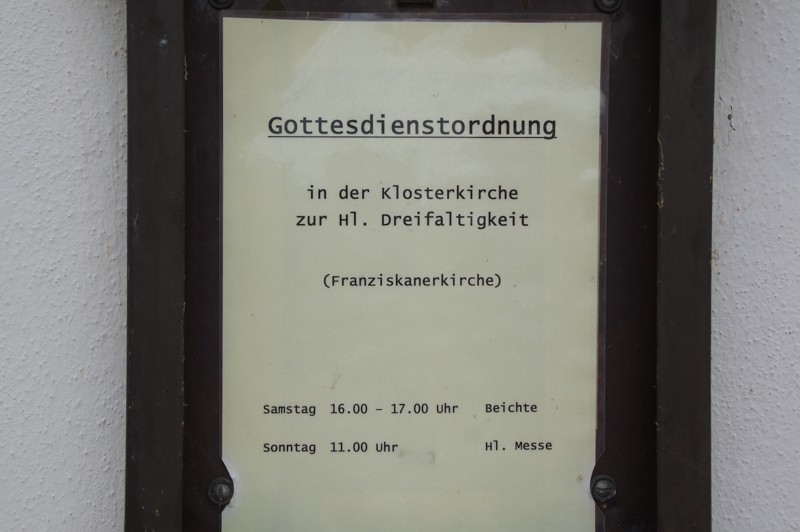 Gottesdienstordnung
in der Klosterkirche
zur Hl. Dreifaltigkeit
(Franziskanerkirche)
Samstag 16.00 – 17.00 Uhr Beichte
Sonntag 11.00 Uhr Hl. Messe